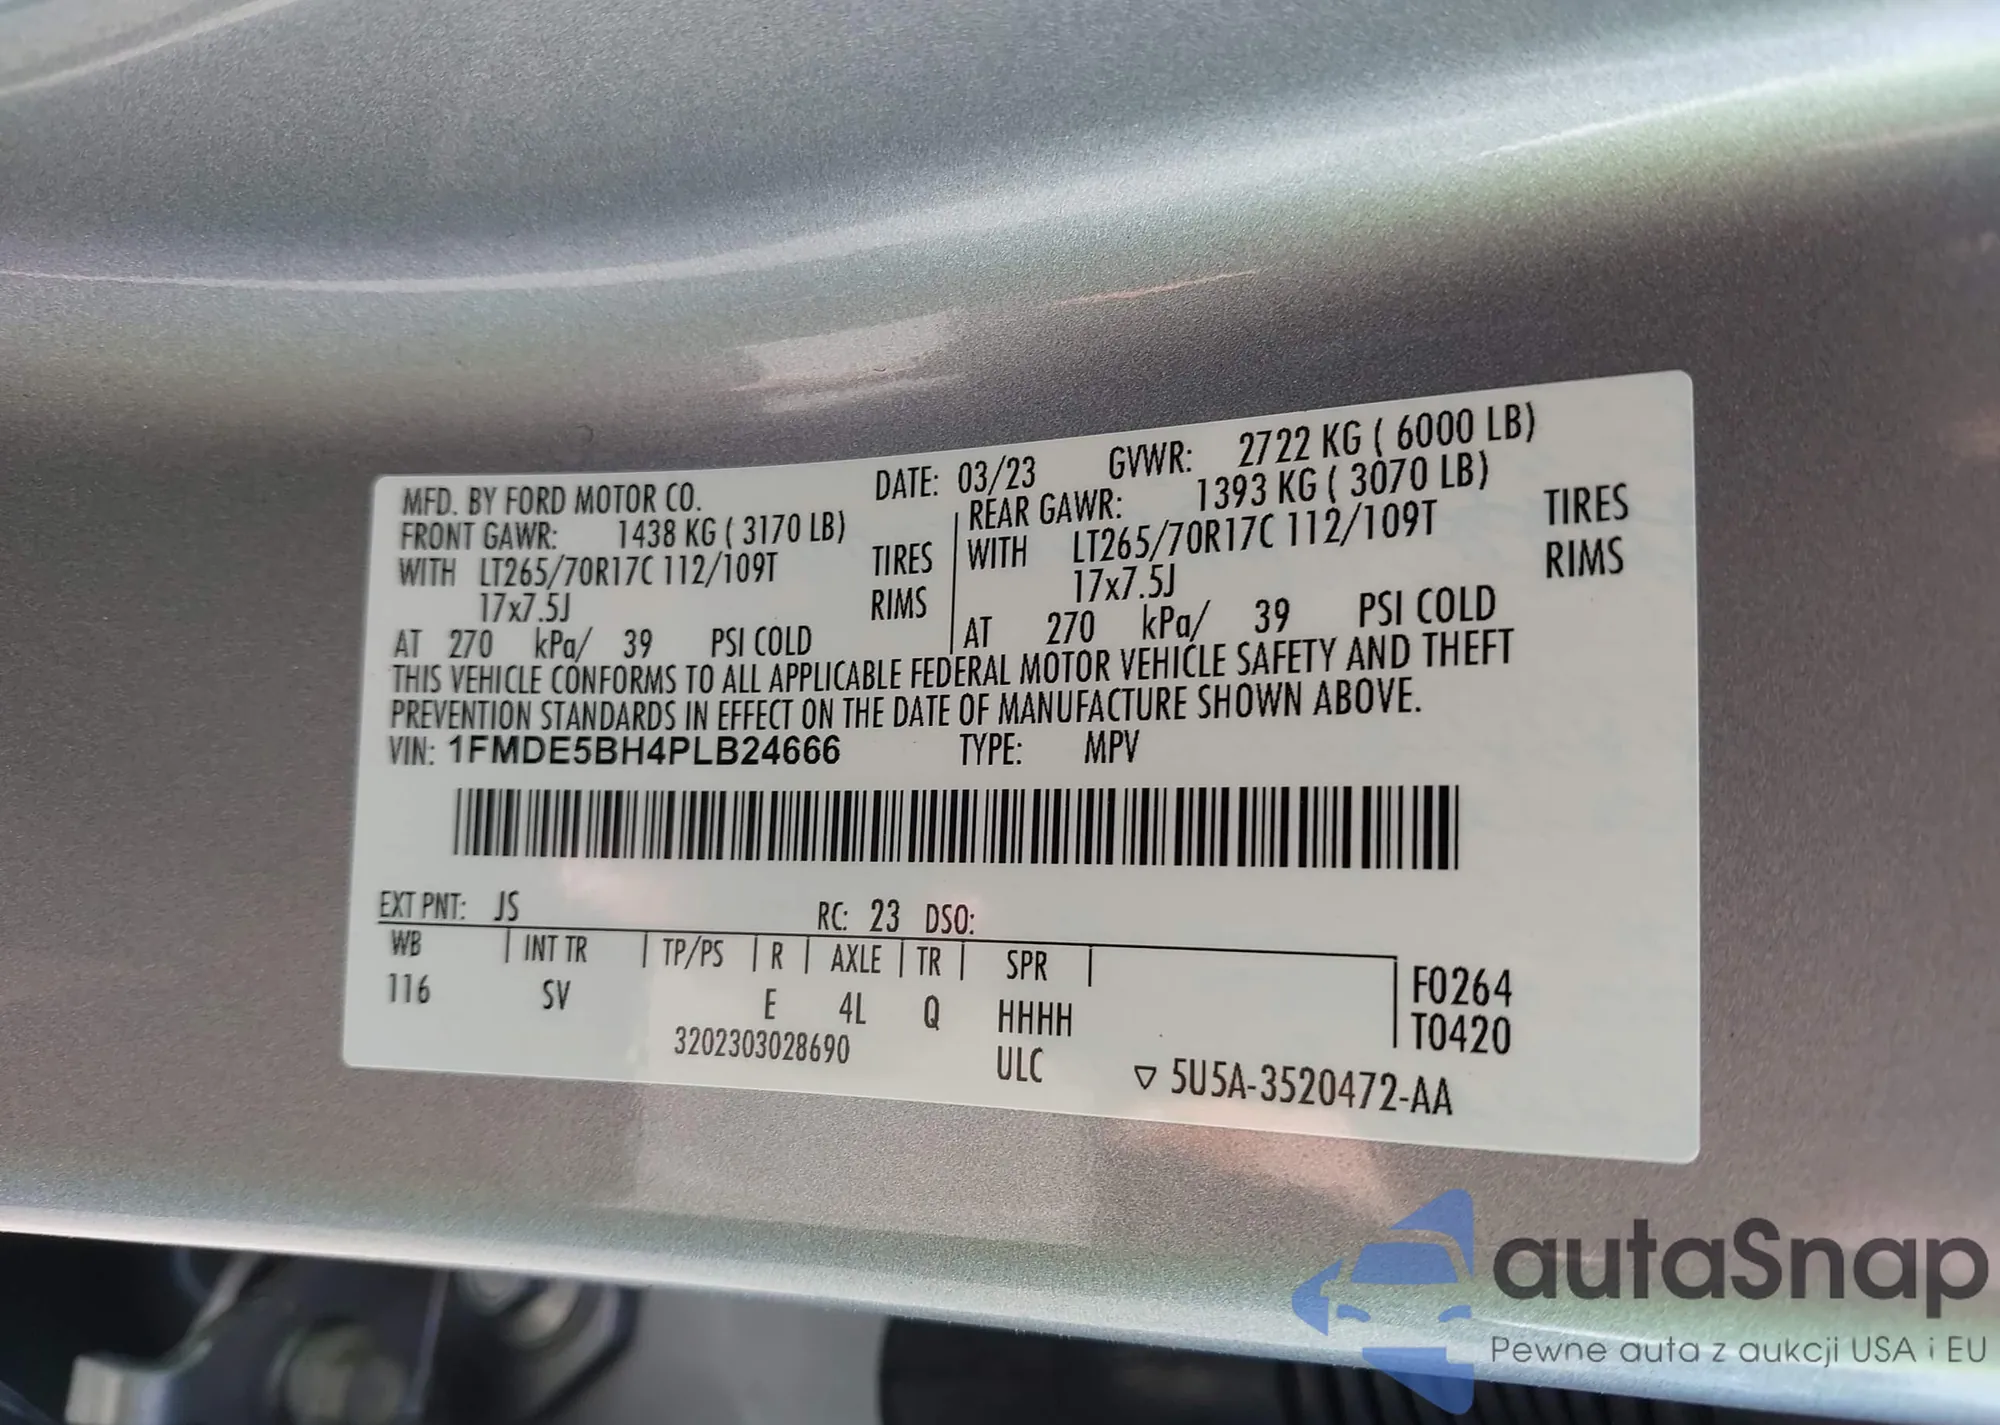 MFD. BY FORD MOTOR CO. DATE: 03/23 GVWR: 2722 KG ( 6000 LB)
FRONT GAWR: 1438 KG ( 3170 LB) REAR GAWR: 1393 KG ( 3070 LB)
WITH LT265/70R17C 112/109T TIRES WITH LT265/70R17C 112/109T TIRES
17x7.5J RIMS 17x7.5J RIMS
AT 270 kPa/ 39 PSI COLD AT 270 kPa/ 39 PSI COLD
THIS VEHICLE CONFORMS TO ALL APPLICABLE FEDERAL MOTOR VEHICLE SAFETY AND THEFT
PREVENTION STANDARDS IN EFFECT ON THE DATE OF MANUFACTURE SHOWN ABOVE.
VIN: 1FMDE5BH4PLB24666 TYPE: MPV
EXT PNT: JS RC: 23 DSO:
WB INT TR TP/PS R AXLE TR SPR
116 SV E 4L Q HHHH F0264
3202303028690 ULC T0420
▽ 5U5A-3520472-AA
autaSnap
Pewne auta z aukcji USA i EU